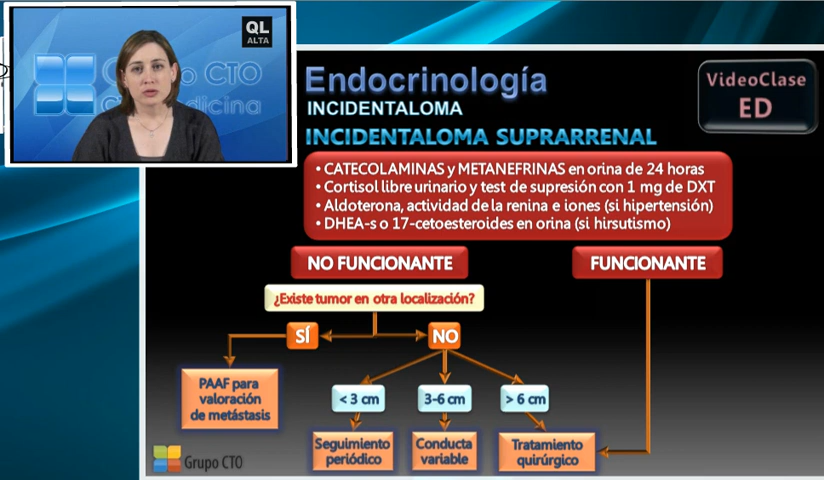 QL
ALTA
Grupo CTO
Endocrinología
INCIDENTALOMA
INCIDENTALOMA SUPRARRENAL
VideoClase
ED
• CATECOLAMINAS y METANEFRINAS en orina de 24 horas
• Cortisol libre urinario y test de supresión con 1 mg de DXT
• Aldoterona, actividad de la renina e iones (si hipertensión)
• DHEA-s o 17-cetoesteroides en orina (si hirsutismo)
NO FUNCIONANTE
FUNCIONANTE
¿Existe tumor en otra localización?
SÍ
NO
PAAF para
valoración
de metástasis
< 3 cm
3-6 cm
> 6 cm
Seguimiento
periódico
Conducta
variable
Tratamiento
quirúrgico
Grupo CTO